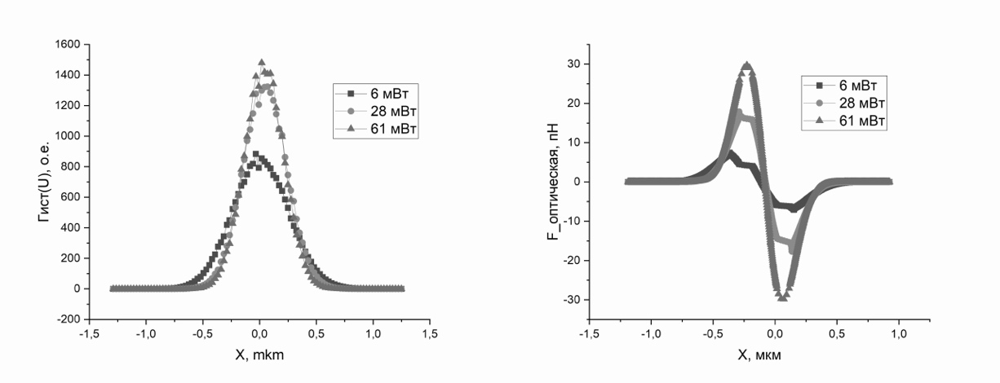 1600
1400
1200
1000
800
600
400
200
0
-200
Гист(U), о.е.
-1,5 -1,0 -0,5 0,0 0,5 1,0 1,5
X, mkm
6 мВт
28 мВт
61 мВт
30
20
10
0
-10
-20
-30
F_оптическая, пН
-1,5 -1,0 -0,5 0,0 0,5 1,0
X, мкм
6 мВт
28 мВт
61 мВт